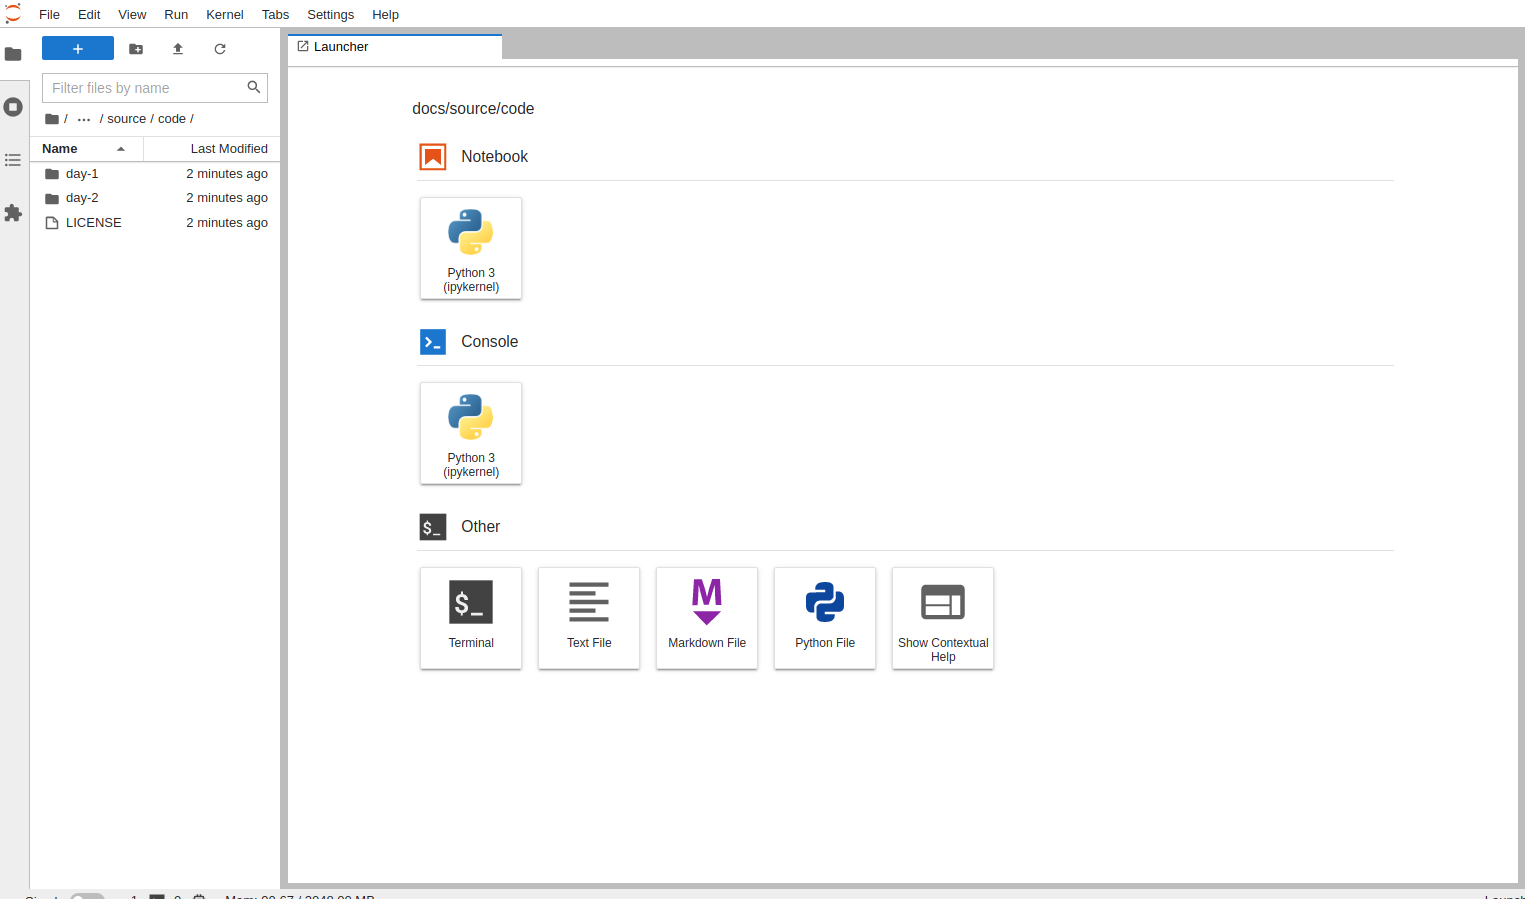 File Edit View Run Kernel Tabs Settings Help
Launcher
Filter files by name
/ ··· / source / code /
Name Last Modified
day-1 2 minutes ago
day-2 2 minutes ago
LICENSE 2 minutes ago
docs/source/code
Notebook
Python 3
(ipykernel)
Console
Python 3
(ipykernel)
$_ Other
$_
Terminal
Text File
M
Markdown File
Python File
Show Contextual
Help